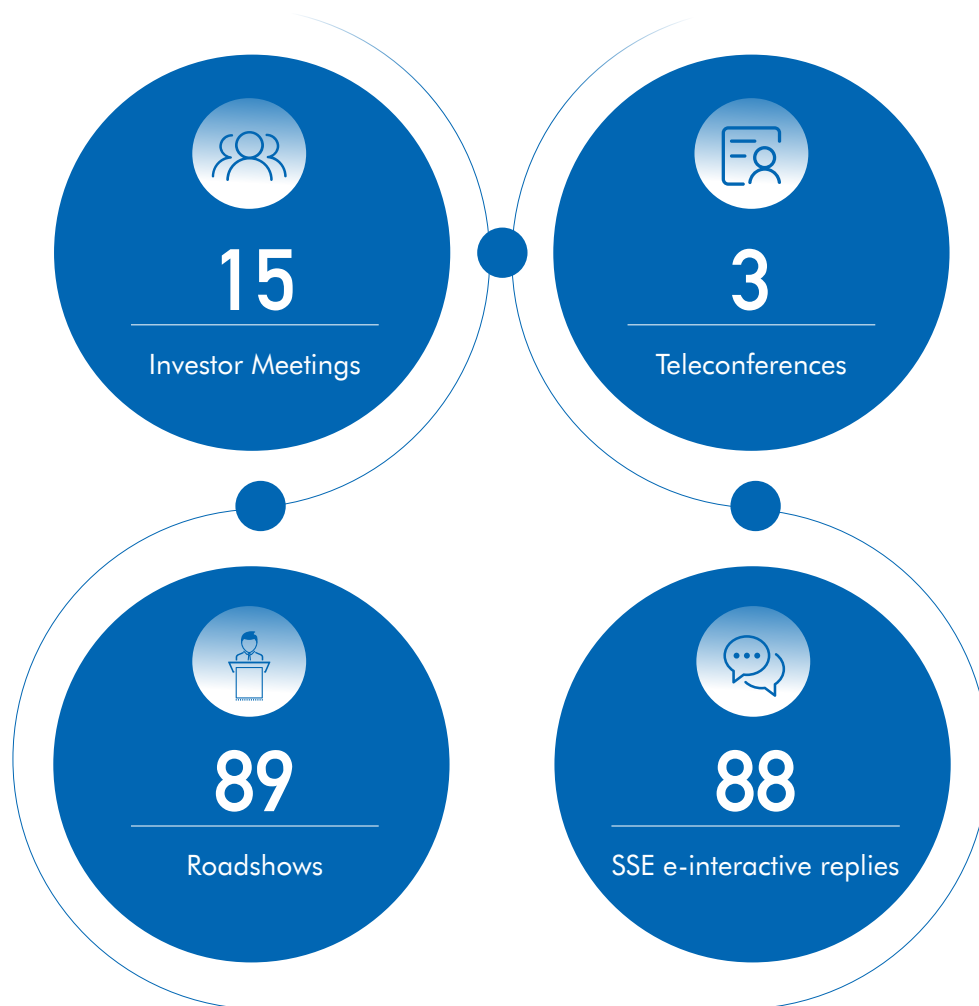 15
Investor Meetings
3
Teleconferences
89
Roadshows
88
SSE e-interactive replies